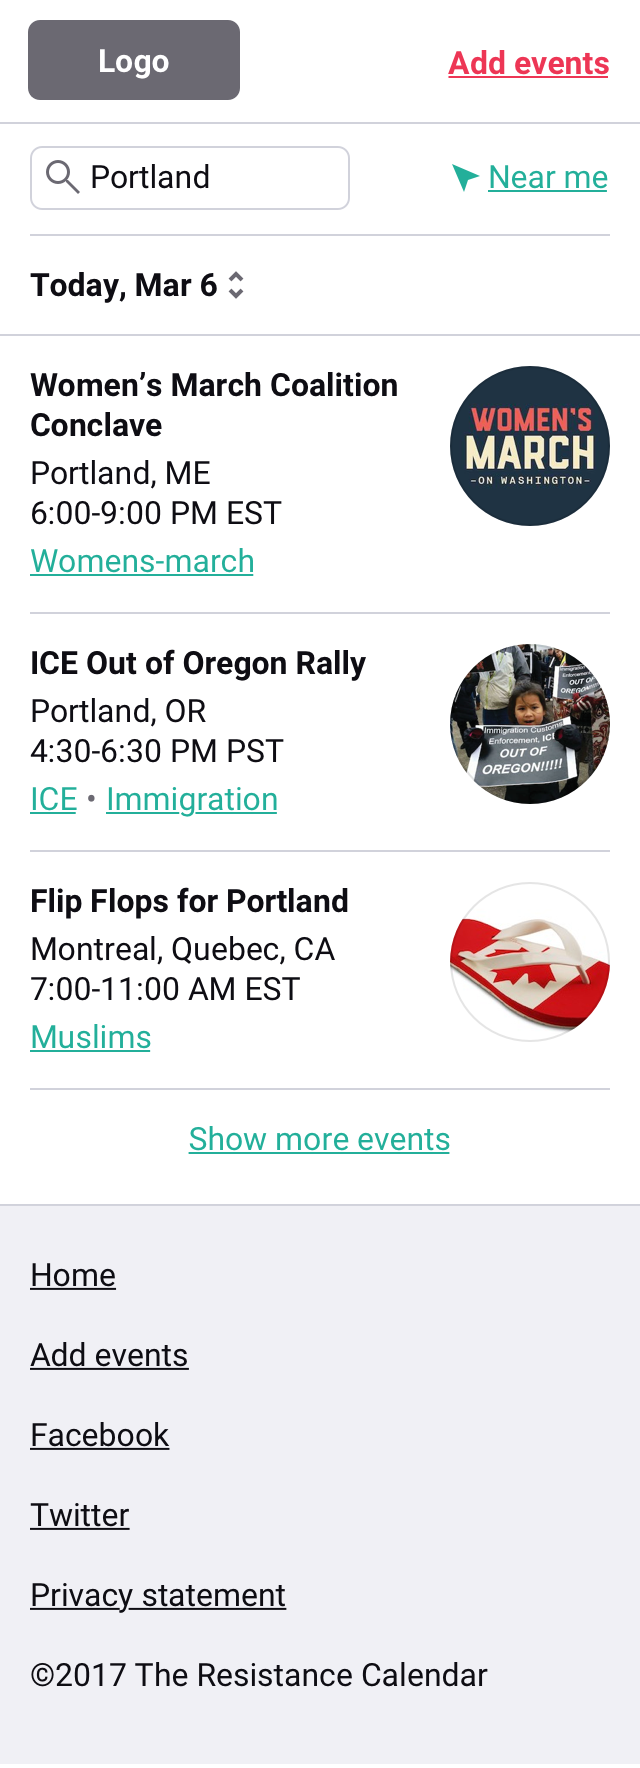 Logo
Add events
Portland
Near me
Today, Mar 6
Women’s March Coalition
Conclave
Portland, ME
6:00-9:00 PM EST
Womens-march
WOMEN'S
MARCH
-ON WASHINGTON-
ICE Out of Oregon Rally
Portland, OR
4:30-6:30 PM PST
ICE • Immigration
OUT OF
OREGON
Immigration Customs
Enforcement, ICE
OUT OF
OREGON!!!!!
Flip Flops for Portland
Montreal, Quebec, CA
7:00-11:00 AM EST
Muslims
Show more events
Home
Add events
Facebook
Twitter
Privacy statement
©2017 The Resistance Calendar